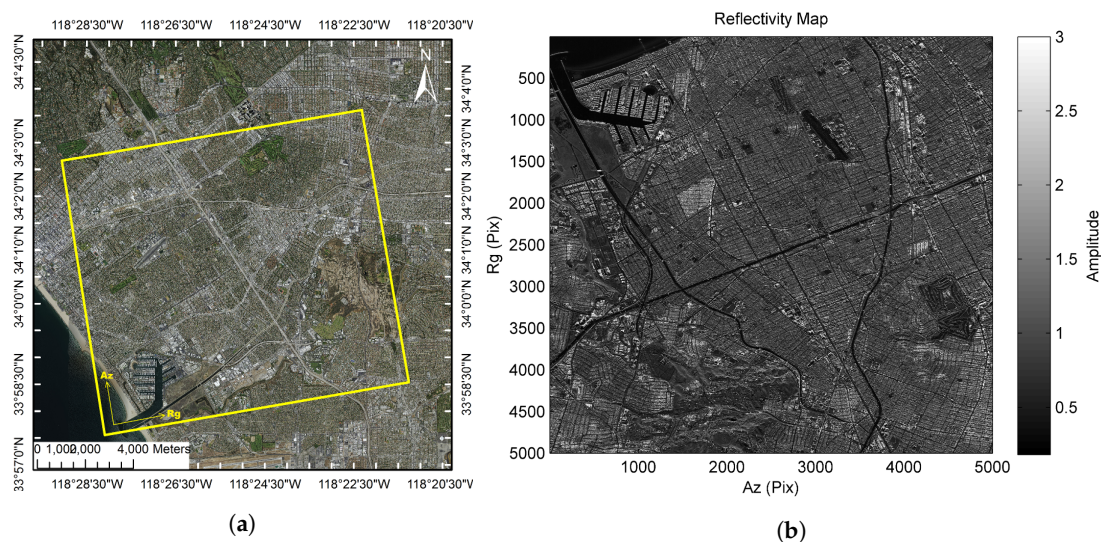 118°28'30"W 118°26'30"W 118°24'30"W 118°22'30"W 118°20'30"W
34°4'30"N
34°3'0"N
34°2'0"N
34°1'0"N
34°0'0"N
33°58'30"N
33°57'0"N
34°4'0"N
34°3'0"N
34°2'0"N
34°1'0"N
34°0'0"N
33°58'30"N
33°57'0"N
N
Az
Rg
0 1,000 2,000 4,000 Meters
118°28'30"W 118°26'30"W 118°24'30"W 118°22'30"W 118°20'30"W
(a)
Reflectivity Map
Rg (Pix)
500
1000
1500
2000
2500
3000
3500
4000
4500
5000
1000 2000 3000 4000 5000
Az (Pix)
3
2.5
2
1.5
1
0.5
Amplitude
(b)